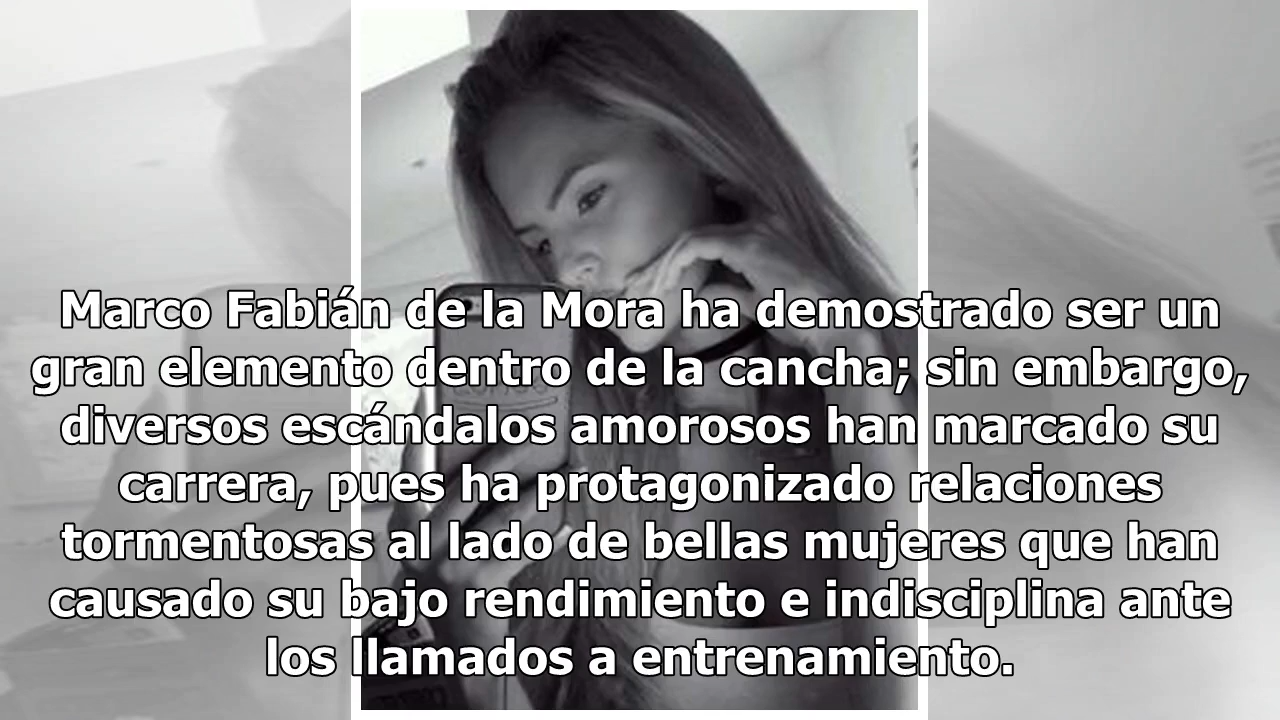 Marco Fabián de la Mora ha demostrado ser un
gran elemento dentro de la cancha; sin embargo,
diversos escándalos amorosos han marcado su
carrera, pues ha protagonizado relaciones
tormentosas al lado de bellas mujeres que han
causado su bajo rendimiento e indisciplina ante
los llamados a entrenamiento.